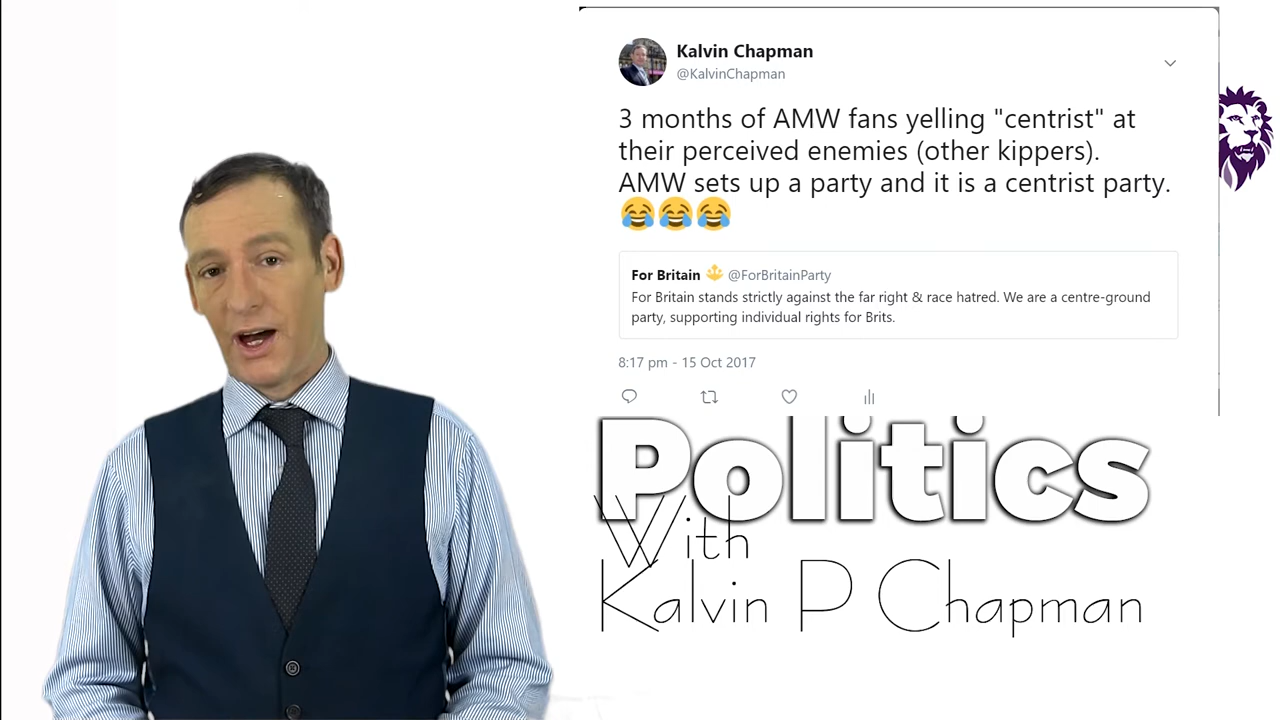 Kalvin Chapman
@KalvinChapman
3 months of AMW fans yelling "centrist" at
their perceived enemies (other kippers).
AMW sets up a party and it is a centrist party.
😂😂😂
For Britain @ForBritainParty
For Britain stands strictly against the far right & race hatred. We are a centre-ground
party, supporting individual rights for Brits.
8:17 pm - 15 Oct 2017
Politics
With
Kalvin P Chapman